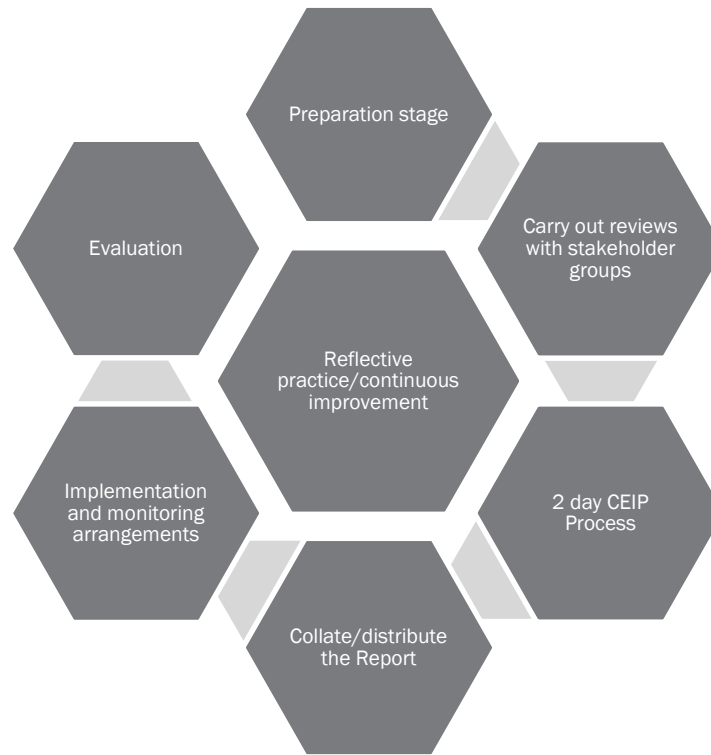 Preparation stage
Carry out reviews
with stakeholder
groups
2 day CEIP
Process
Collate/distribute
the Report
Implementation
and monitoring
arrangements
Evaluation
Reflective
practice/continuous
improvement